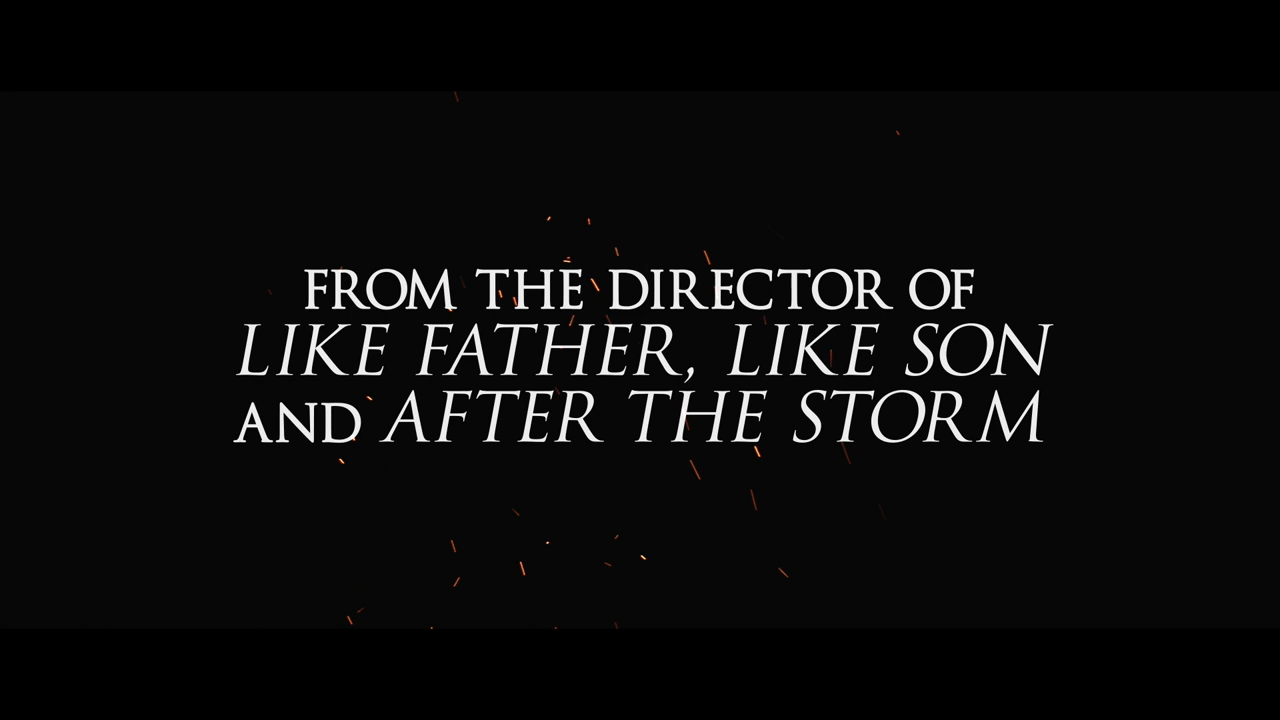 FROM THE DIRECTOR OF
LIKE FATHER, LIKE SON
AND AFTER THE STORM